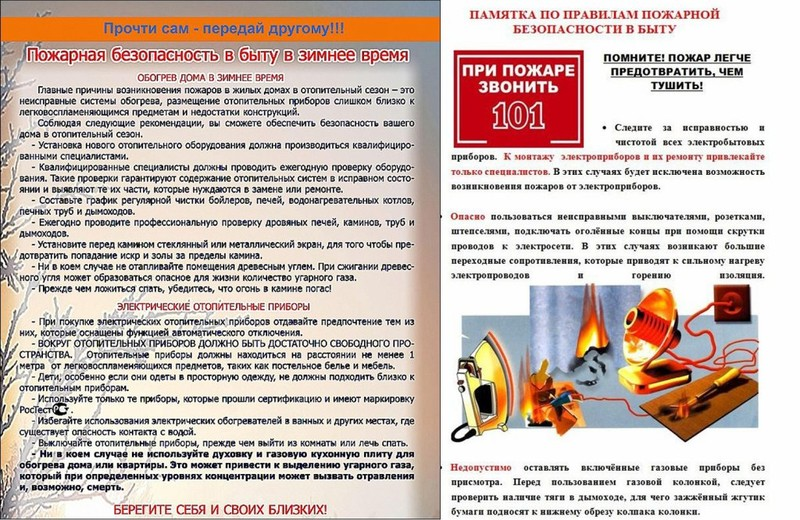 Прочти сам - передай другому!!!
Пожарная безопасность в быту в зимнее время
ОБОГРЕВ ДОМА В ЗИМНЕЕ ВРЕМЯ
Главные причины возникновения пожаров в жилых домах в отопительный сезон – это
неисправные системы обогрева, размещение отопительных приборов слишком близко к
легковоспламеняющимся предметам и недостатки конструкций.
Соблюдая следующие рекомендации, вы сможете обеспечить безопасность вашего
дома в отопительный сезон.
- Установка нового отопительного оборудования должна производиться квалифициро-
ванными специалистами.
- Квалифицированные специалисты должны проводить ежегодную проверку оборудо-
вания. Такие проверки гарантируют содержание отопительных систем в исправном состо-
янии и выявляют те их части, которые нуждаются в замене или ремонте.
- Составьте график регулярной чистки бойлеров, печей, водонагревательных котлов,
печных труб и дымоходов.
- Ежегодно проводите профессиональную проверку дровяных печей, каминов, труб и
дымоходов.
- Установите перед камином стеклянный или металлический экран, для того чтобы пре-
дотвратить попадание искр и золы за пределы камина.
- Ни в коем случае не отапливайте помещения древесным углем. При сжигании древес-
ного угля может образоваться опасное для жизни количество угарного газа.
- Прежде чем ложиться спать, убедитесь, что огонь в камине погас!
ЭЛЕКТРИЧЕСКИЕ ОТОПИТЕЛЬНЫЕ ПРИБОРЫ
- При покупке электрических отопительных приборов отдавайте предпочтение тем из
них, которые оснащены функцией автоматического отключения.
- ВОКРУГ ОТОПИТЕЛЬНЫХ ПРИБОРОВ ДОЛЖНО БЫТЬ ДОСТАТОЧНО СВОБОДНОГО ПРО-
СТРАНСТВА. Отопительные приборы должны находиться на расстоянии не менее 1
метра от легковоспламеняющихся предметов, таких как постельное белье и мебель.
- Дети, особенно если они одеты в просторную одежду, не должны подходить близко к
отопительным приборам.
- Используйте только те приборы, которые прошли сертификацию и имеют маркировку
РосТест.
- Избегайте использования электрических обогревателей в ванных и других местах, где
существует опасность контакта с водой.
- Выключайте отопительные приборы, прежде чем выйти из комнаты или лечь спать.
- Ни в коем случае не используйте духовку и газовую кухонную плиту для
обогрева дома или квартиры. Это может привести к выделению угарного газа,
который при определенных уровнях концентрации может вызвать отравления
и, возможно, смерть.
БЕРЕГИТЕ СЕБЯ И СВОИХ БЛИЗКИХ!
ПАМЯТКА ПО ПРАВИЛАМ ПОЖАРНОЙ
БЕЗОПАСНОСТИ В БЫТУ
ПРИ ПОЖАРЕ
ЗВОНИТЬ
101
ПОМНИТЕ! ПОЖАР ЛЕГЧЕ
ПРЕДОТВРАТИТЬ, ЧЕМ
ТУШИТЬ!
• Следите за исправностью и
чистотой всех электробытовых
приборов. К монтажу электроприборов и их ремонту привлекайте
только специалистов. В этих случаях будет исключена возможность
возникновения пожаров от электроприборов.
• Опасно пользоваться неисправными выключателями, розетками,
штепселями, подключать оголённые концы при помощи скрутки
проводов к электросети. В этих случаях возникают большие
переходные сопротивления, которые приводят к сильному нагреву
электропроводов и горению изоляция.
• Недопустимо оставлять включённые газовые приборы без
присмотра. Перед пользованием газовой колонкой, следует
проверить наличие тяги в дымоходе, для чего зажжённый жгутик
бумаги подносят к нижнему обрезу колпака колонки.